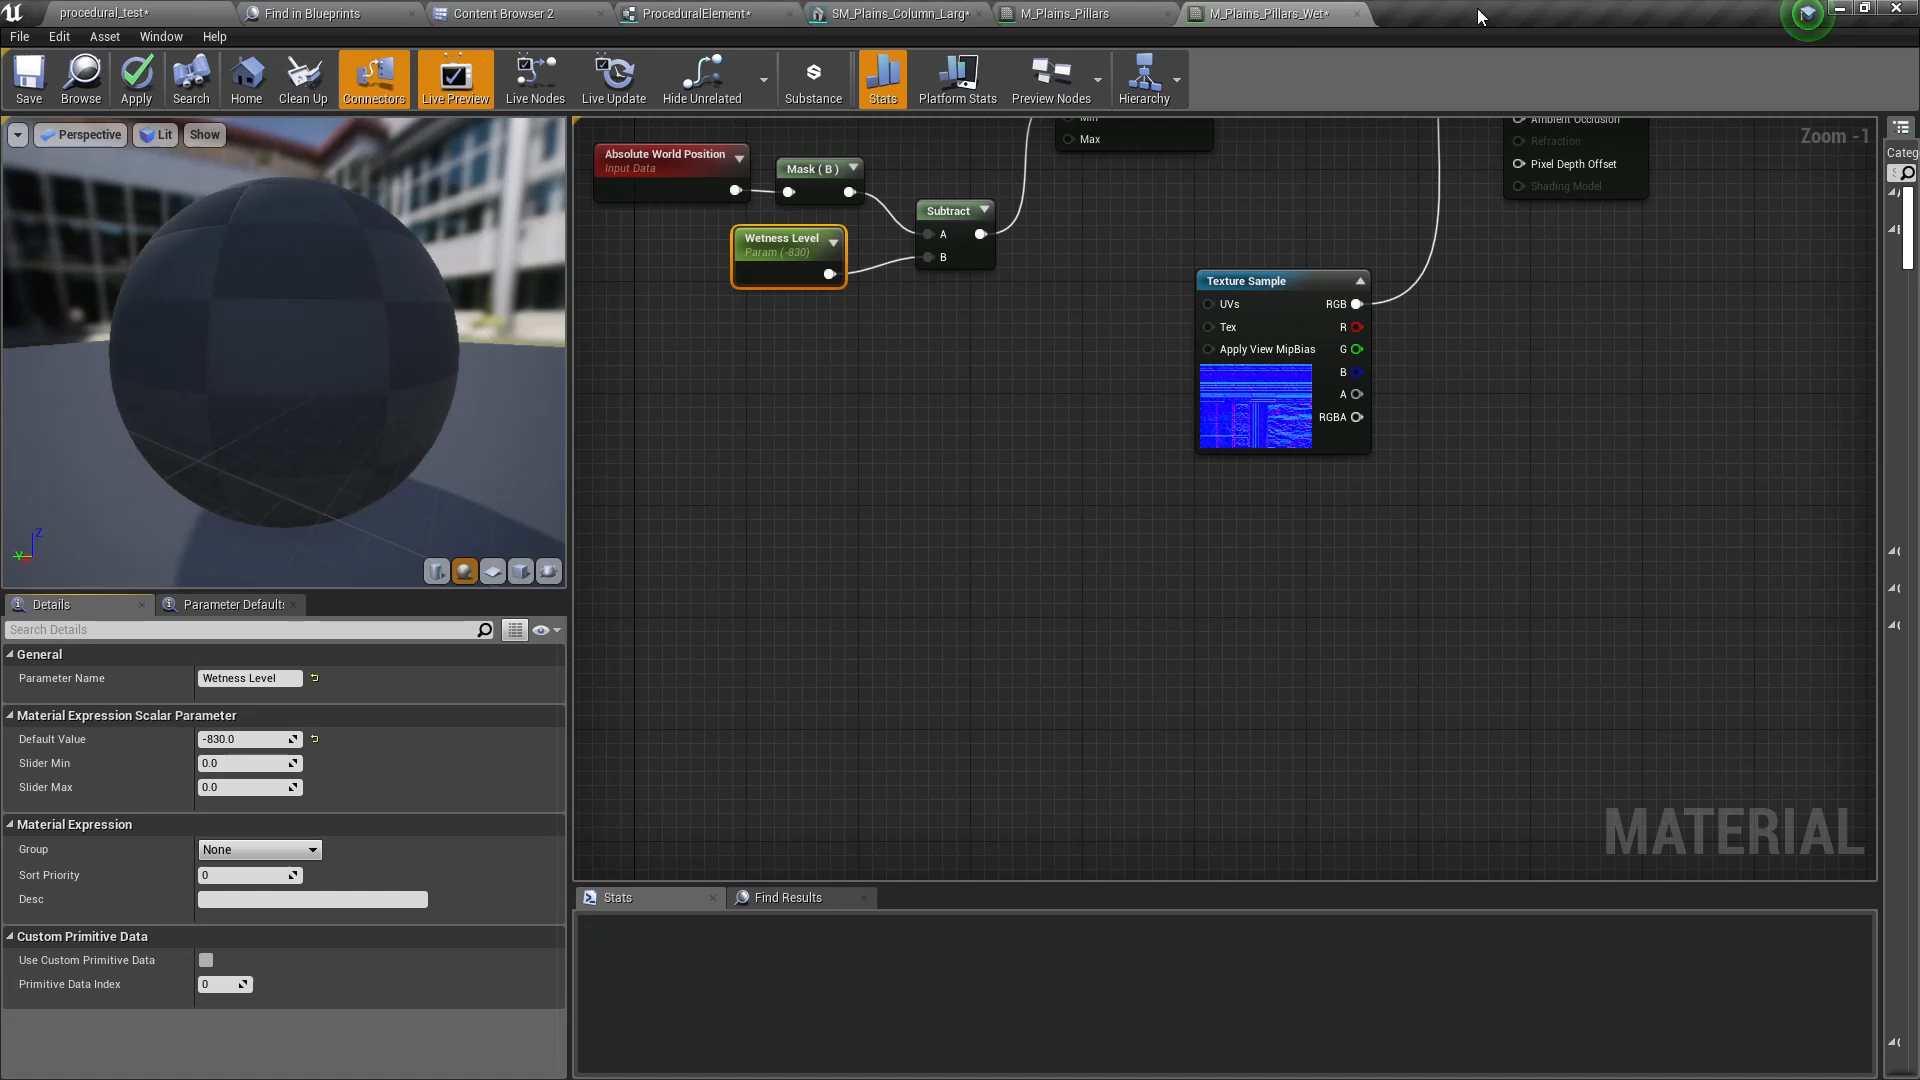 procedural_test*
Find in Blueprints
Content Browser 2
ProceduralElement*
SM_Plains_Column_Larg*
M_Plains_Pillars
M_Plains_Pillars_Wet*
File
Edit
Asset
Window
Help
Save
Browse
Apply
Search
Home
Clean Up
Connectors
Live Preview
Live Nodes
Live Update
Hide Unrelated
Substance
Stats
Platform Stats
Preview Nodes
Hierarchy
Perspective
Lit
Show
Z
Y
Zoom -1
Categ
Absolute World Position
Input Data
Mask ( B )
Subtract
A
B
Wetness Level
Param (-830)
Min
Max
Ambient Occlusion
Refraction
Pixel Depth Offset
Shading Model
Texture Sample
UVs
RGB
Tex
R
Apply View MipBias
G
B
A
RGBA
MATERIAL
Details
Parameter Defaults
Search Details
General
Parameter Name
Wetness Level
Material Expression Scalar Parameter
Default Value
-830.0
Slider Min
0.0
Slider Max
0.0
Material Expression
Group
None
Sort Priority
0
Desc
Custom Primitive Data
Use Custom Primitive Data
Primitive Data Index
0
Stats
Find Results